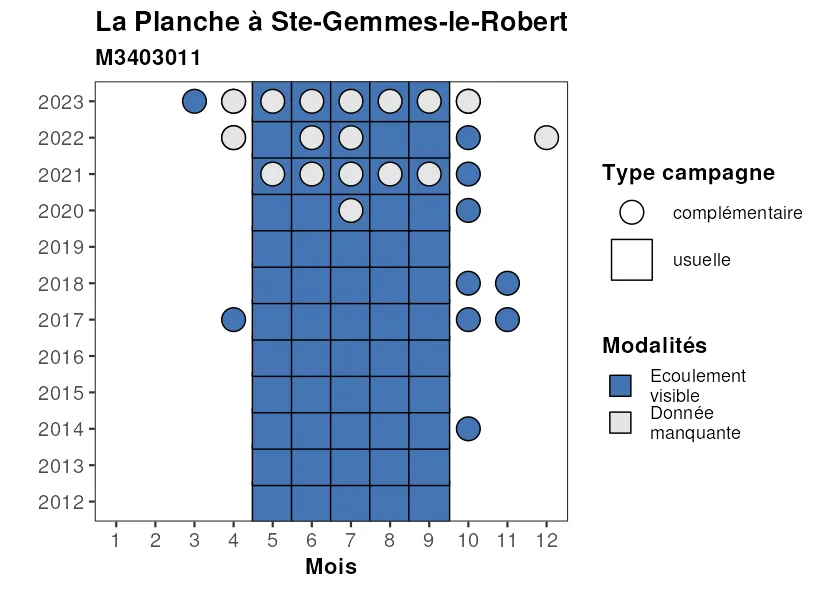 La Planche à Ste-Gemmes-le-Robert
M3403011
2023
2022
2021
2020
2019
2018
2017
2016
2015
2014
2013
2012
1 2 3 4 5 6 7 8 9 10 11 12
Mois
Type campagne
complémentaire
usuelle
Modalités
Ecoulement
visible
Donnée
manquante